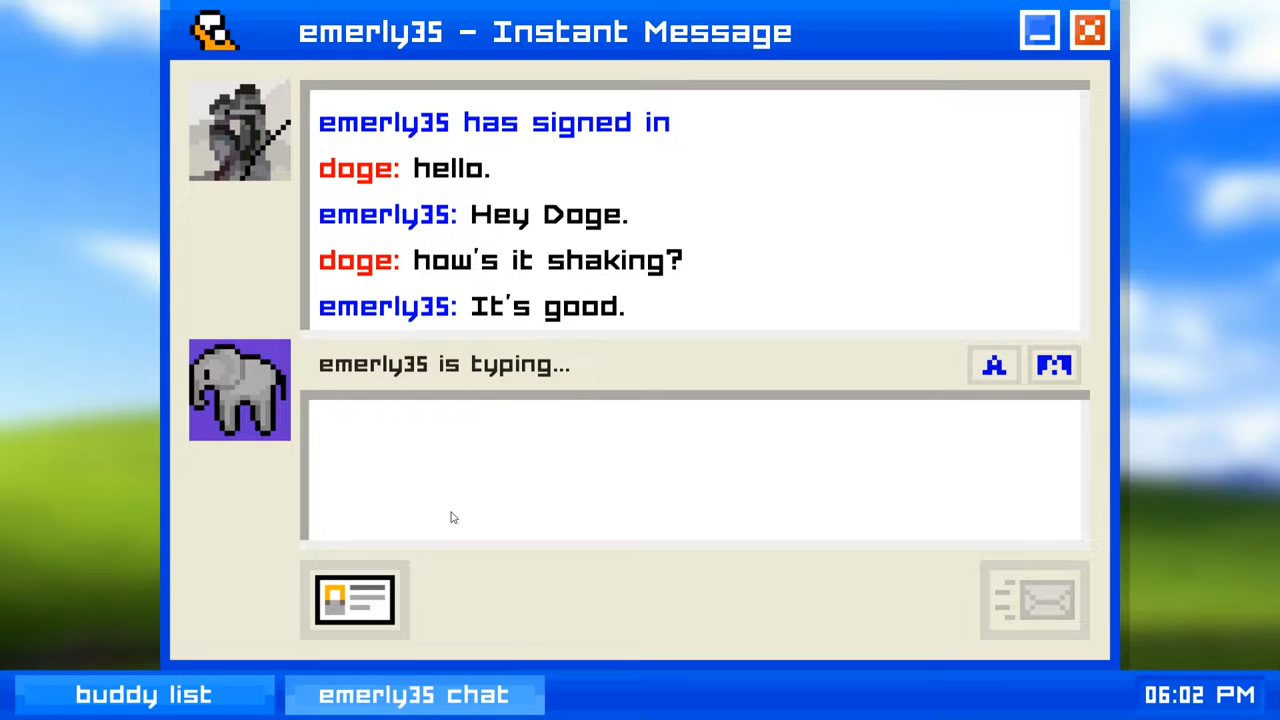 emerly35 - Instant Message
emerly35 has signed in
doge: hello.
emerly35: Hey Doge.
doge: how's it shaking?
emerly35: It's good.
emerly35 is typing...
A
buddy list
emerly35 chat
06:02 PM